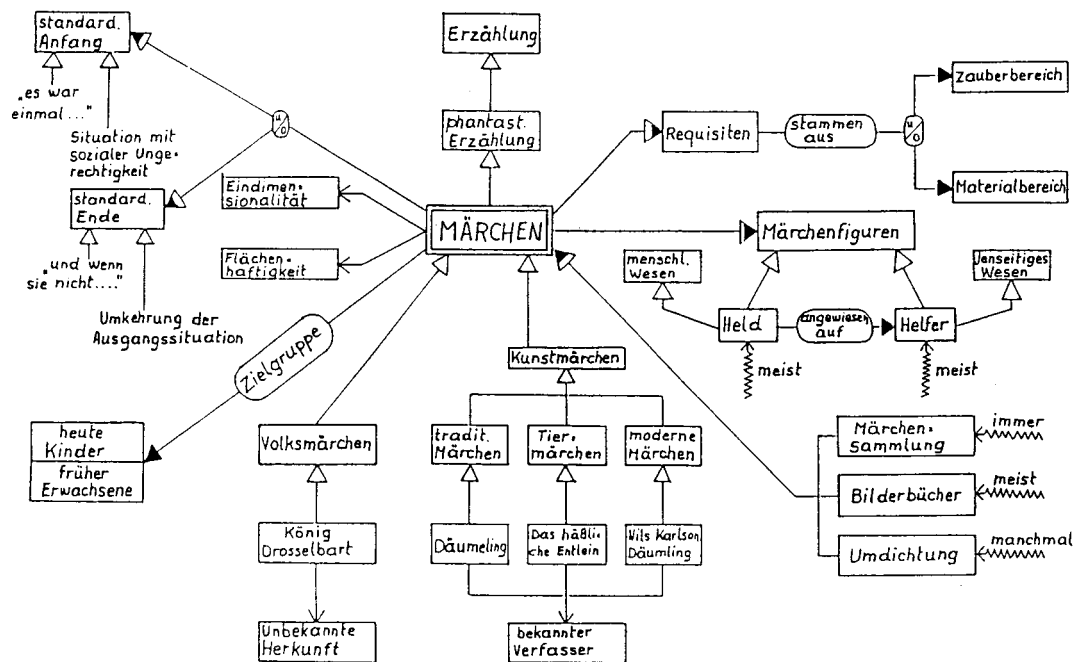 standard.
Anfang
„es war
einmal..."
Situation mit
sozialer Unge-
rechtigkeit
u/o
standard.
Ende
"und wenn
sie nicht...."
Umkehrung der
Ausgangssituation
Erzählung
phantast.
Erzählung
Eindimen-
sionalität
Flächen-
haftigkeit
MÄRCHEN
Requisiten
stammen
aus
u/o
Zauberbereich
Materialbereich
Märchenfiguren
menschl.
Wesen
Jenseitiges
Wesen
Held
eingewiesen
auf
Helfer
meist
meist
Zielgruppe
heute
Kinder
früher
Erwachsene
Volksmärchen
König
Drosselbart
Unbekannte
Herkunft
Kunstmärchen
tradit.
Märchen
Tier-
märchen
moderne
Märchen
Däumeling
Das häßli-
che Entlein
Nils Karlson,
Däumling
bekannter
Verfasser
Märchen-
Sammlung
immer
Bilderbücher
meist
Umdichtung
manchmal